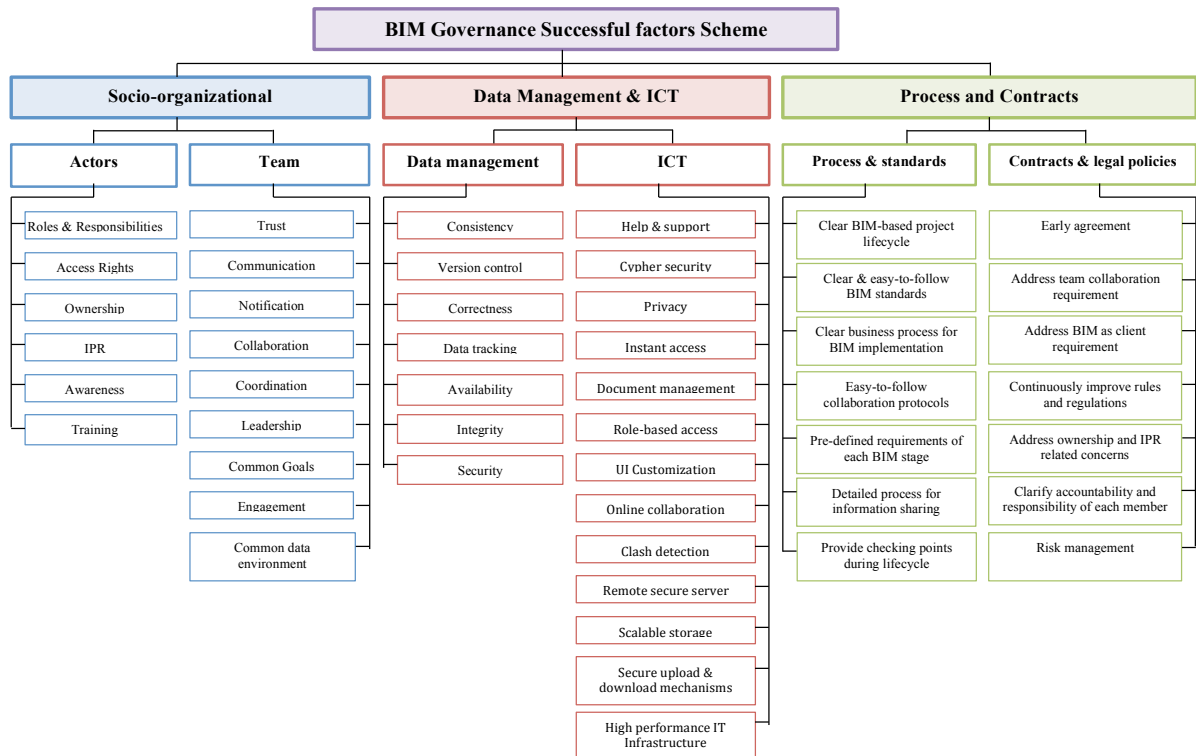 BIM Governance Successful factors Scheme
Socio-organizational
Data Management & ICT
Process and Contracts
Actors
Team
Data management
ICT
Process & standards
Contracts & legal policies
Roles & Responsibilities
Access Rights
Ownership
IPR
Awareness
Training
Trust
Communication
Notification
Collaboration
Coordination
Leadership
Common Goals
Engagement
Common data
environment
Consistency
Version control
Correctness
Data tracking
Availability
Integrity
Security
Help & support
Cypher security
Privacy
Instant access
Document management
Role-based access
UI Customization
Online collaboration
Clash detection
Remote secure server
Scalable storage
Secure upload &
download mechanisms
High performance IT
Infrastructure
Clear BIM-based project
lifecycle
Clear & easy-to-follow
BIM standards
Clear business process for
BIM implementation
Easy-to-follow
collaboration protocols
Pre-defined requirements of
each BIM stage
Detailed process for
information sharing
Provide checking points
during lifecycle
Early agreement
Address team collaboration
requirement
Address BIM as client
requirement
Continuously improve rules
and regulations
Address ownership and IPR
related concerns
Clarify accountability and
responsibility of each member
Risk management